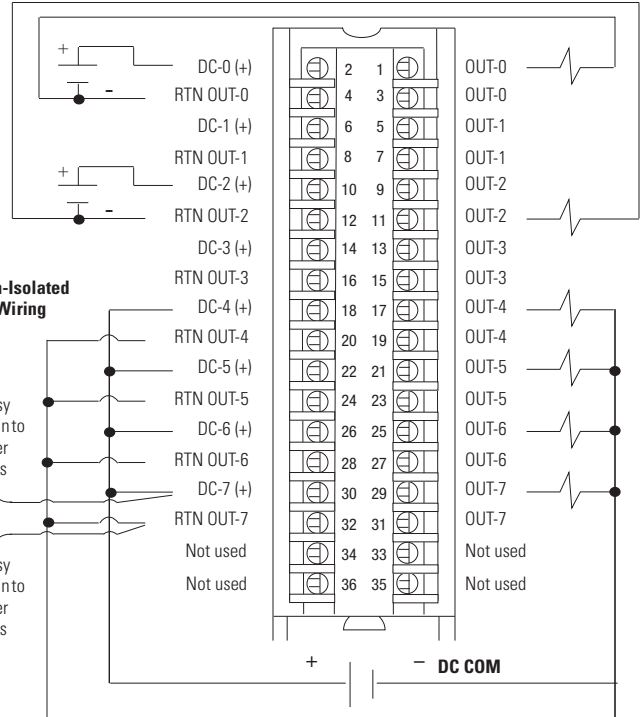 + DC-0 (+) 2 1 OUT-0
- RTN OUT-0 4 3 OUT-0
DC-1 (+) 6 5 OUT-1
RTN OUT-1 8 7 OUT-1
+ DC-2 (+) 10 9 OUT-2
- RTN OUT-2 12 11 OUT-2
DC-3 (+) 14 13 OUT-3
RTN OUT-3 16 15 OUT-3
Wiring
DC-4 (+) 18 17 OUT-4
RTN OUT-4 20 19 OUT-4
DC-5 (+) 22 21 OUT-5
RTN OUT-5 24 23 OUT-5
DC-6 (+) 26 25 OUT-6
RTN OUT-6 28 27 OUT-6
DC-7 (+) 30 29 OUT-7
RTN OUT-7 32 31 OUT-7
Not used 34 33 Not used
Not used 36 35 Not used
+ − DC COM